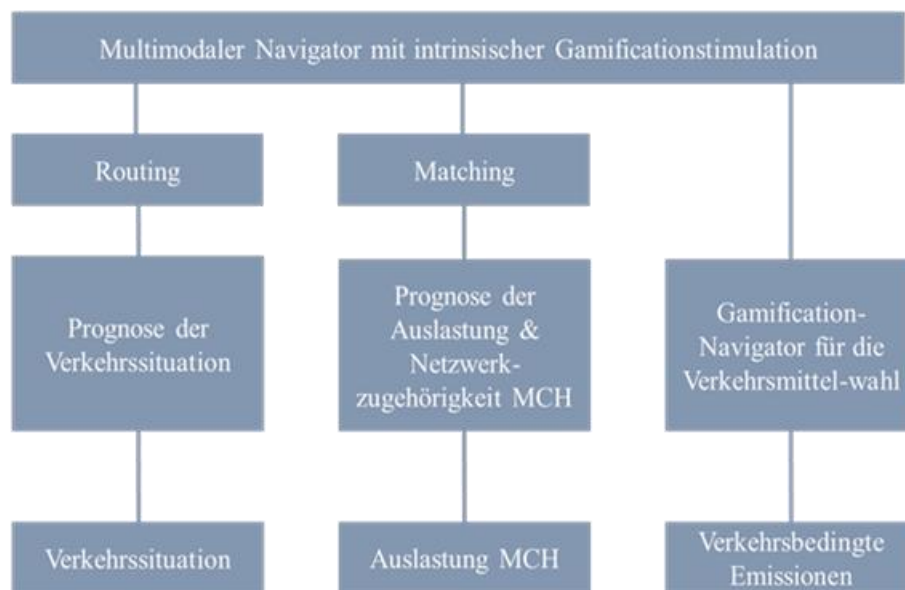 Multimodaler Navigator mit intrinsischer Gamificationstimulation
Routing
Matching
Prognose der
Verkehrssituation
Prognose der
Auslastung &
Netzwerk-
zugehörigkeit MCH
Gamification-
Navigator für die
Verkehrsmittel-wahl
Verkehrssituation
Auslastung MCH
Verkehrsbedingte
Emissionen